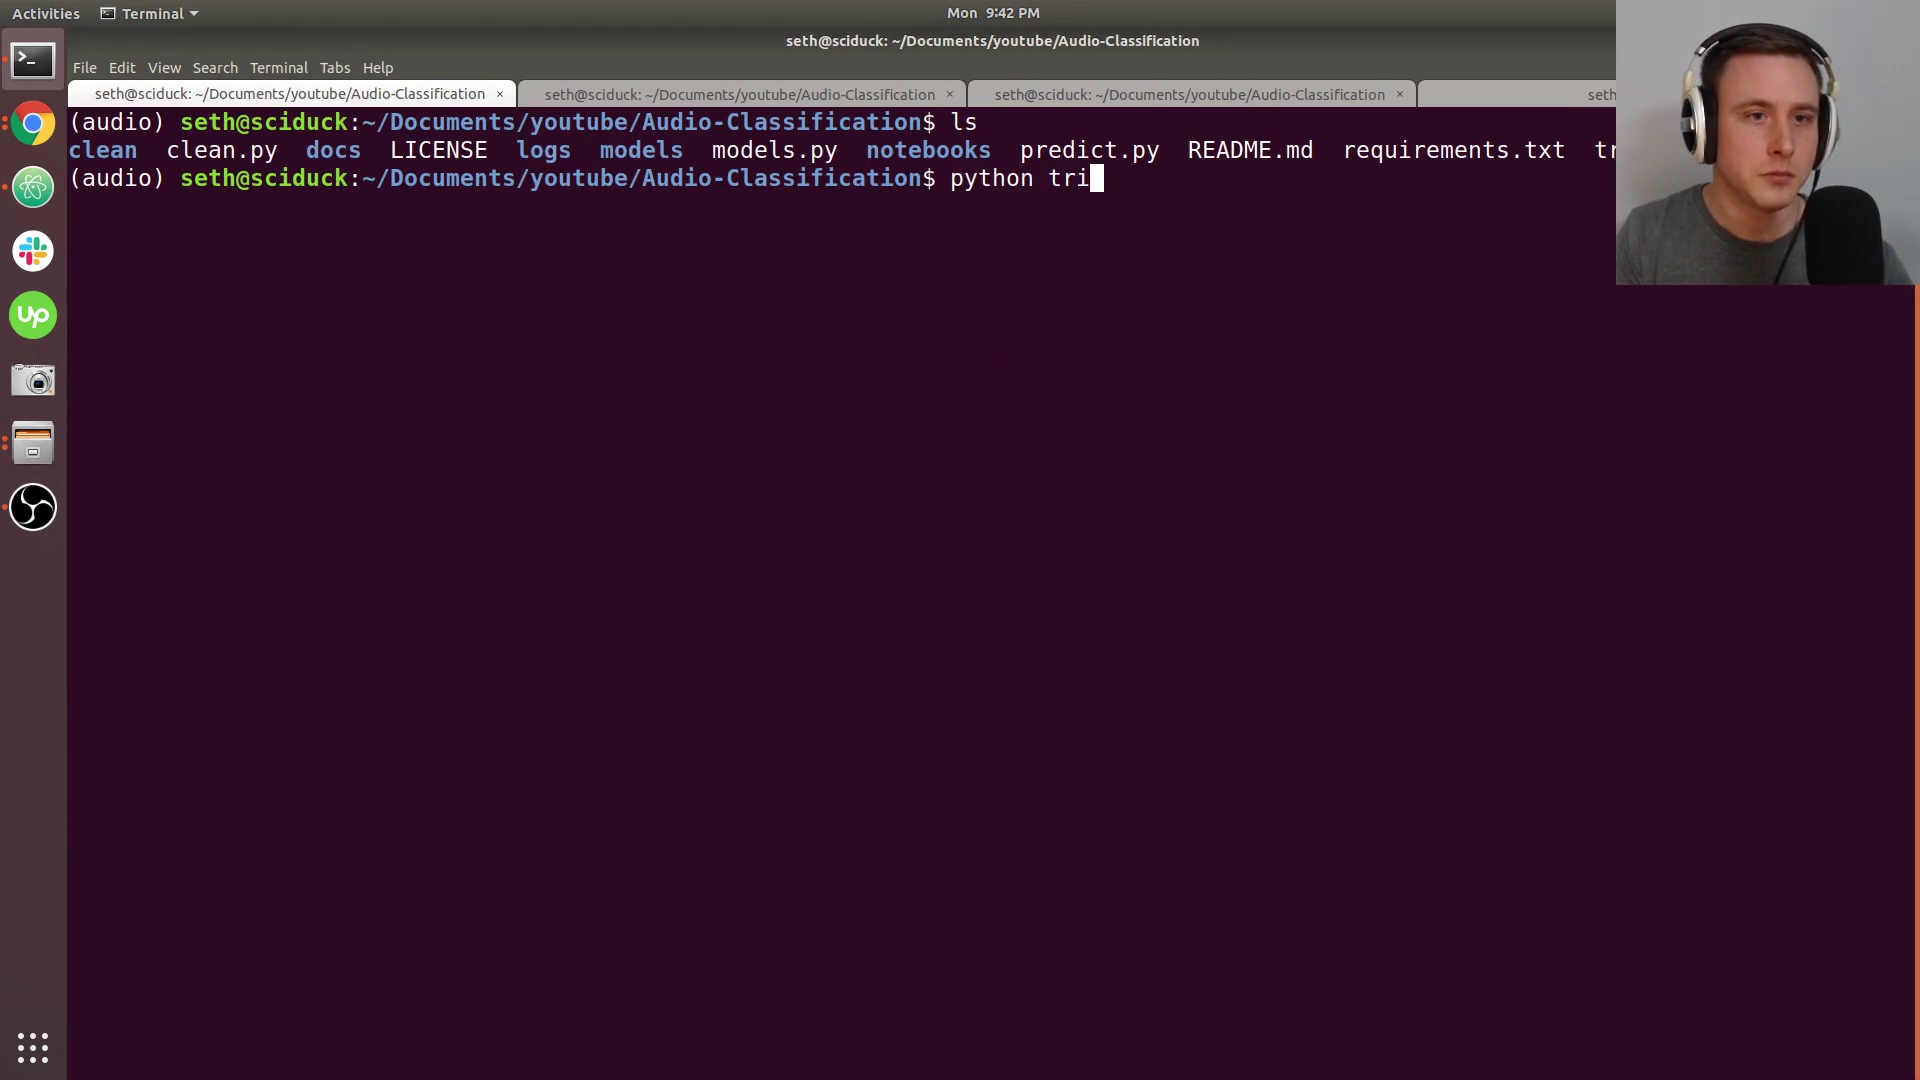 Activities Terminal Mon 9:42 PM
seth@sciduck: ~/Documents/youtube/Audio-Classification
File Edit View Search Terminal Tabs Help
seth@sciduck: ~/Documents/youtube/Audio-Classification × seth@sciduck: ~/Documents/youtube/Audio-Classification × seth@sciduck: ~/Documents/youtube/Audio-Classification × seth
(audio) seth@sciduck:~/Documents/youtube/Audio-Classification$ ls
clean clean.py docs LICENSE logs models models.py notebooks predict.py README.md requirements.txt tr
(audio) seth@sciduck:~/Documents/youtube/Audio-Classification$ python tri
Up